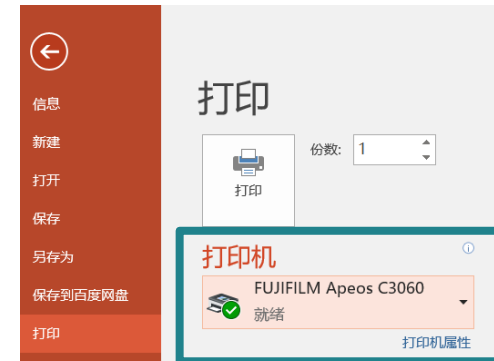 信息
新建
打开
保存
另存为
保存到百度网盘
打印
打印
打印
份数: 1
打印机
FUJIFILM Apeos C3060
就绪
打印机属性